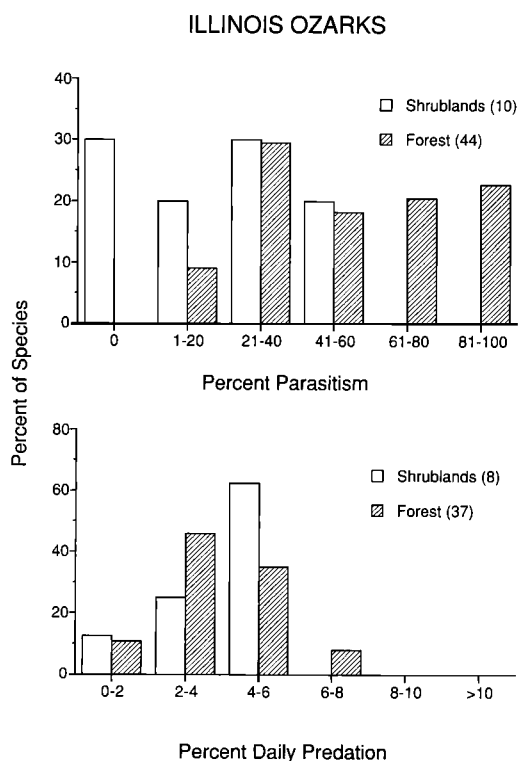 ILLINOIS OZARKS
40
30
20
10
0
Shrublands (10)
Forest (44)
0 1-20 21-40 41-60 61-80 81-100
Percent Parasitism
Percent of Species
80
60
40
20
0
Shrublands (8)
Forest (37)
0-2 2-4 4-6 6-8 8-10 >10
Percent Daily Predation